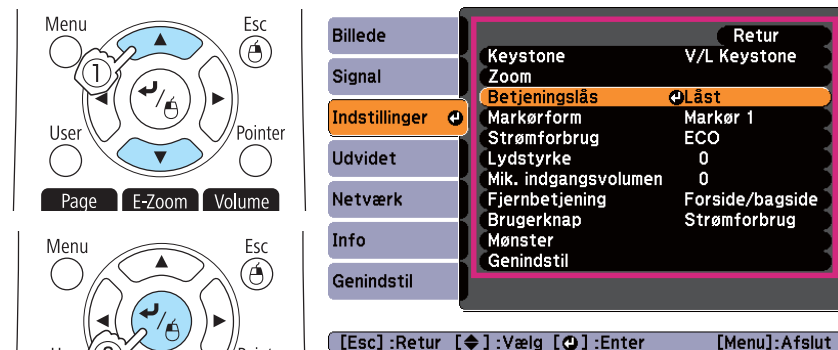 Menu Esc
1
User Pointer
Page E-Zoom Volume
Menu Esc
Billede
Signal
Indstillinger
Udvidet
Netværk
Info
Genindstil
Retur
Keystone V/L Keystone
Zoom
Betjeningslås Låst
Markørform Markør 1
Strømforbrug ECO
Lydstyrke 0
Mik. indgangsvolumen 0
Fjernbetjening Forside/bagside
Brugerknap Strømforbrug
Mønster
Genindstil
[Esc] :Retur [◆] :Vælg [⏎] :Enter [Menu]:Afslut